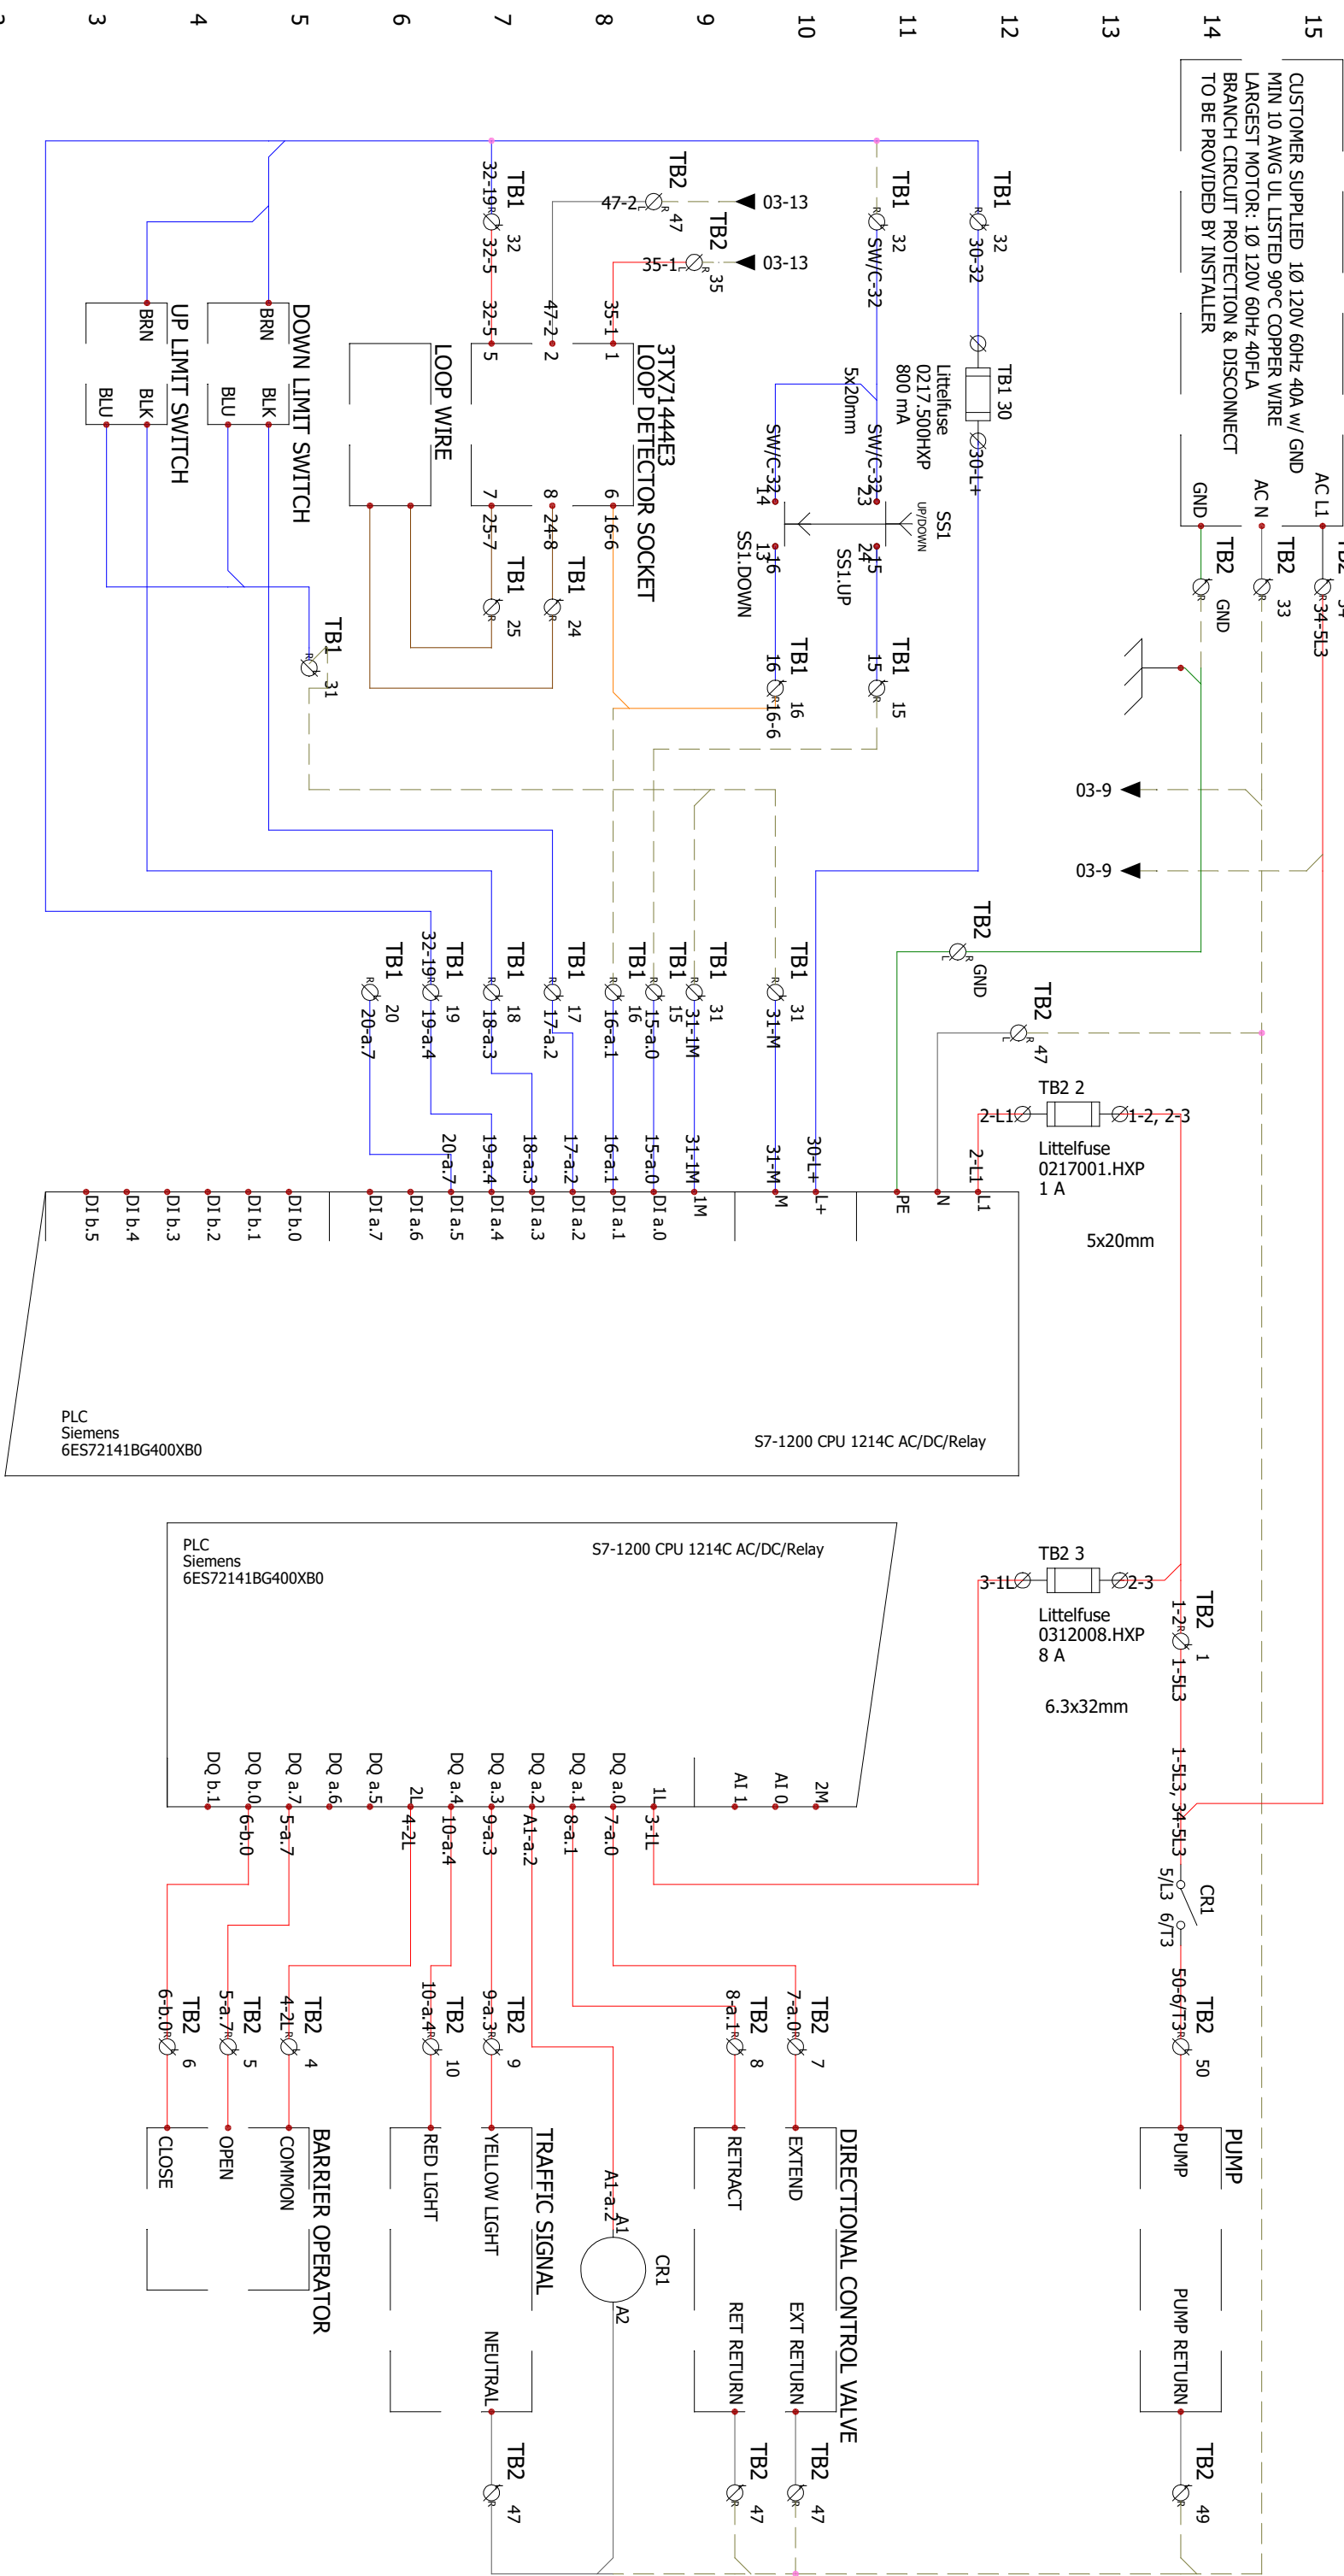 15
14
13
12
11
10
9
8
7
6
5
4
3
CUSTOMER SUPPLIED 1Ø 120V 60Hz 40A w/ GND
MIN 10 AWG UL LISTED 90°C COPPER WIRE
LARGEST MOTOR: 1Ø 120V 60Hz 40FLA
BRANCH CIRCUIT PROTECTION & DISCONNECT
TO BE PROVIDED BY INSTALLER
AC L1
AC N
GND
TB2
34
34-5L3
TB2
33
TB2
GND
03-9
03-9
TB2
GND
TB2
47
TB2 2
2-L1
1-2, 2-3
Littelfuse
0217001.HXP
1 A
5x20mm
2-L1
TB2 3
3-1L
2-3
Littelfuse
0312008.HXP
8 A
6.3x32mm
TB2
1
1-2
1-5L3
1-5L3, 34-5L3
CR1
5/L3
6/T3
50-6/T3
TB2
50
PUMP
PUMP
PUMP RETURN
TB2
49
TB1
32
30-32
TB1 30
30-L+
Littelfuse
0217.500HXP
800 mA
5x20mm
TB1
32
SW/C-32
SW/C-32
SW/C-32
23
24
14
13
SS1
UP/DOWN
SS1.UP
SS1.DOWN
15
16
15
TB1
15
16
TB1
16
16-6
03-13
03-13
TB2
47
47-2
TB2
35
35-1
TB1
32
32-19
32-5
3TX71444E3
LOOP DETECTOR SOCKET
35-1
1
47-2
2
32-5
5
6
16-6
8
24-8
7
25-7
TB1
24
TB1
25
LOOP WIRE
DOWN LIMIT SWITCH
BRN
BLK
BLU
UP LIMIT SWITCH
BRN
BLK
BLU
TB1
31
TB1
31
31-M
TB1
31
31-1M
TB1
15
15-a.0
TB1
16
16-a.1
TB1
17
17-a.2
TB1
18
18-a.3
TB1
19
32-19
19-a.4
TB1
20
20-a.7
30-L+
31-M
31-1M
15-a.0
16-a.1
17-a.2
18-a.3
19-a.4
20-a.7
L1
N
PE
L+
M
1M
DI a.0
DI a.1
DI a.2
DI a.3
DI a.4
DI a.5
DI a.6
DI a.7
DI b.0
DI b.1
DI b.2
DI b.3
DI b.4
DI b.5
PLC
Siemens
6ES72141BG400XB0
S7-1200 CPU 1214C AC/DC/Relay
PLC
Siemens
6ES72141BG400XB0
S7-1200 CPU 1214C AC/DC/Relay
2M
AI 0
AI 1
1L
DQ a.0
DQ a.1
DQ a.2
DQ a.3
DQ a.4
2L
DQ a.5
DQ a.6
DQ a.7
DQ b.0
DQ b.1
3-1L
7-a.0
8-a.1
A1-a.2
9-a.3
10-a.4
4-2L
5-a.7
6-b.0
TB2
7
7-a.0
TB2
8
8-a.1
DIRECTIONAL CONTROL VALVE
EXTEND
EXT RETURN
RETRACT
RET RETURN
TB2
47
TB2
47
A1-a.2
A1
CR1
A2
TB2
9
9-a.3
TB2
10
10-a.4
TRAFFIC SIGNAL
YELLOW LIGHT
NEUTRAL
RED LIGHT
TB2
47
TB2
4
4-2L
TB2
5
5-a.7
TB2
6
6-b.0
BARRIER OPERATOR
COMMON
OPEN
CLOSE